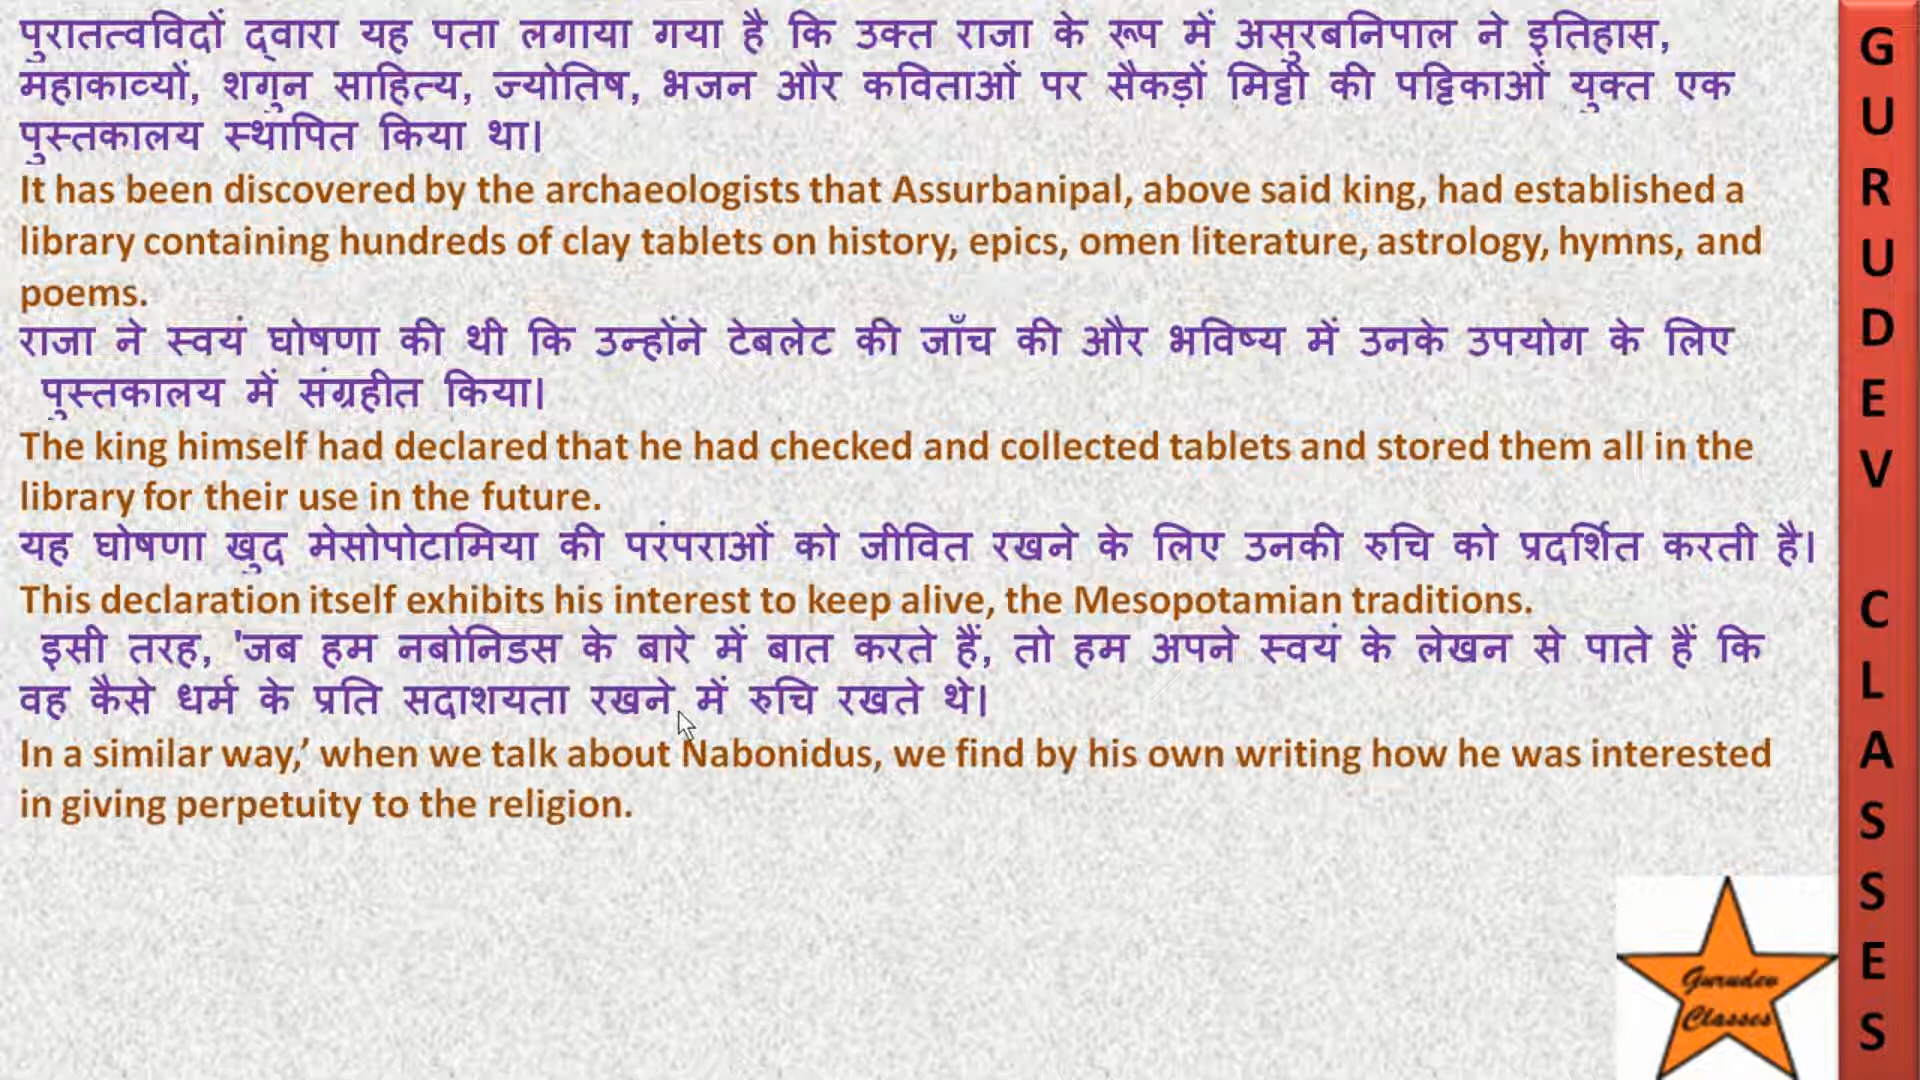 पुरातत्वविदों द्वारा यह पता लगाया गया है कि उक्त राजा के रूप में असुरबनिपाल ने इतिहास,
महाकाव्यों, शगुन साहित्य, ज्योतिष, भजन और कविताओं पर सैकड़ों मिट्टी की पट्टिकाओं युक्त एक
पुस्तकालय स्थापित किया था।
It has been discovered by the archaeologists that Assurbanipal, above said king, had established a
library containing hundreds of clay tablets on history, epics, omen literature, astrology, hymns, and
poems.
राजा ने स्वयं घोषणा की थी कि उन्होंने टेबलेट की जाँच की और भविष्य में उनके उपयोग के लिए
पुस्तकालय में संग्रहीत किया।
The king himself had declared that he had checked and collected tablets and stored them all in the
library for their use in the future.
यह घोषणा खुद मेसोपोटामिया की परंपराओं को जीवित रखने के लिए उनकी रुचि को प्रदर्शित करती है।
This declaration itself exhibits his interest to keep alive, the Mesopotamian traditions.
इसी तरह, 'जब हम नबोनिडस के बारे में बात करते हैं, तो हम अपने स्वयं के लेखन से पाते हैं कि
वह कैसे धर्म के प्रति सदाशयता रखने में रुचि रखते थे।
In a similar way,’ when we talk about Nabonidus, we find by his own writing how he was interested
in giving perpetuity to the religion.
GURUDEV CLASSES
Gurudev
Classes